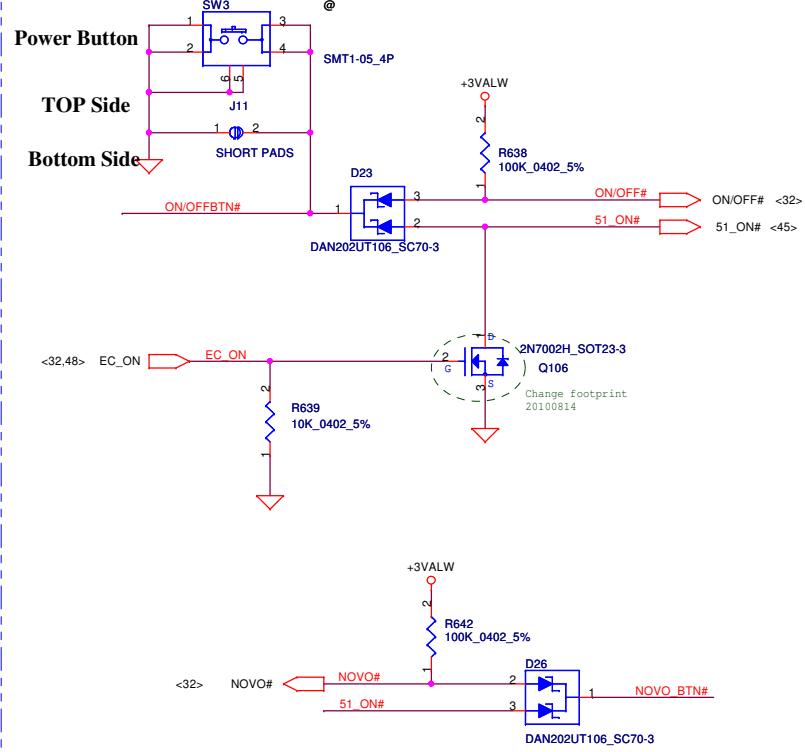 SW3
@
1
3
Power Button
2
4
SMT1-05_4P
6
5
TOP Side
J11
+3VALW
1
2
2
Bottom Side
SHORT PADS
R638
100K_0402_5%
D23
1
ON/OFFBTN#
1
3
ON/OFF#
ON/OFF# <32>
2
51_ON#
51_ON# <45>
DAN202UT106_SC70-3
1
D
2N7002H_SOT23-3
<32,48> EC_ON
EC_ON
2
G
Q106
3
S
2
Change footprint
20100814
R639
10K_0402_5%
1
+3VALW
2
R642
100K_0402_5%
1
D26
<32> NOVO#
NOVO#
2
1
NOVO_BTN#
51_ON#
3
DAN202UT106_SC70-3